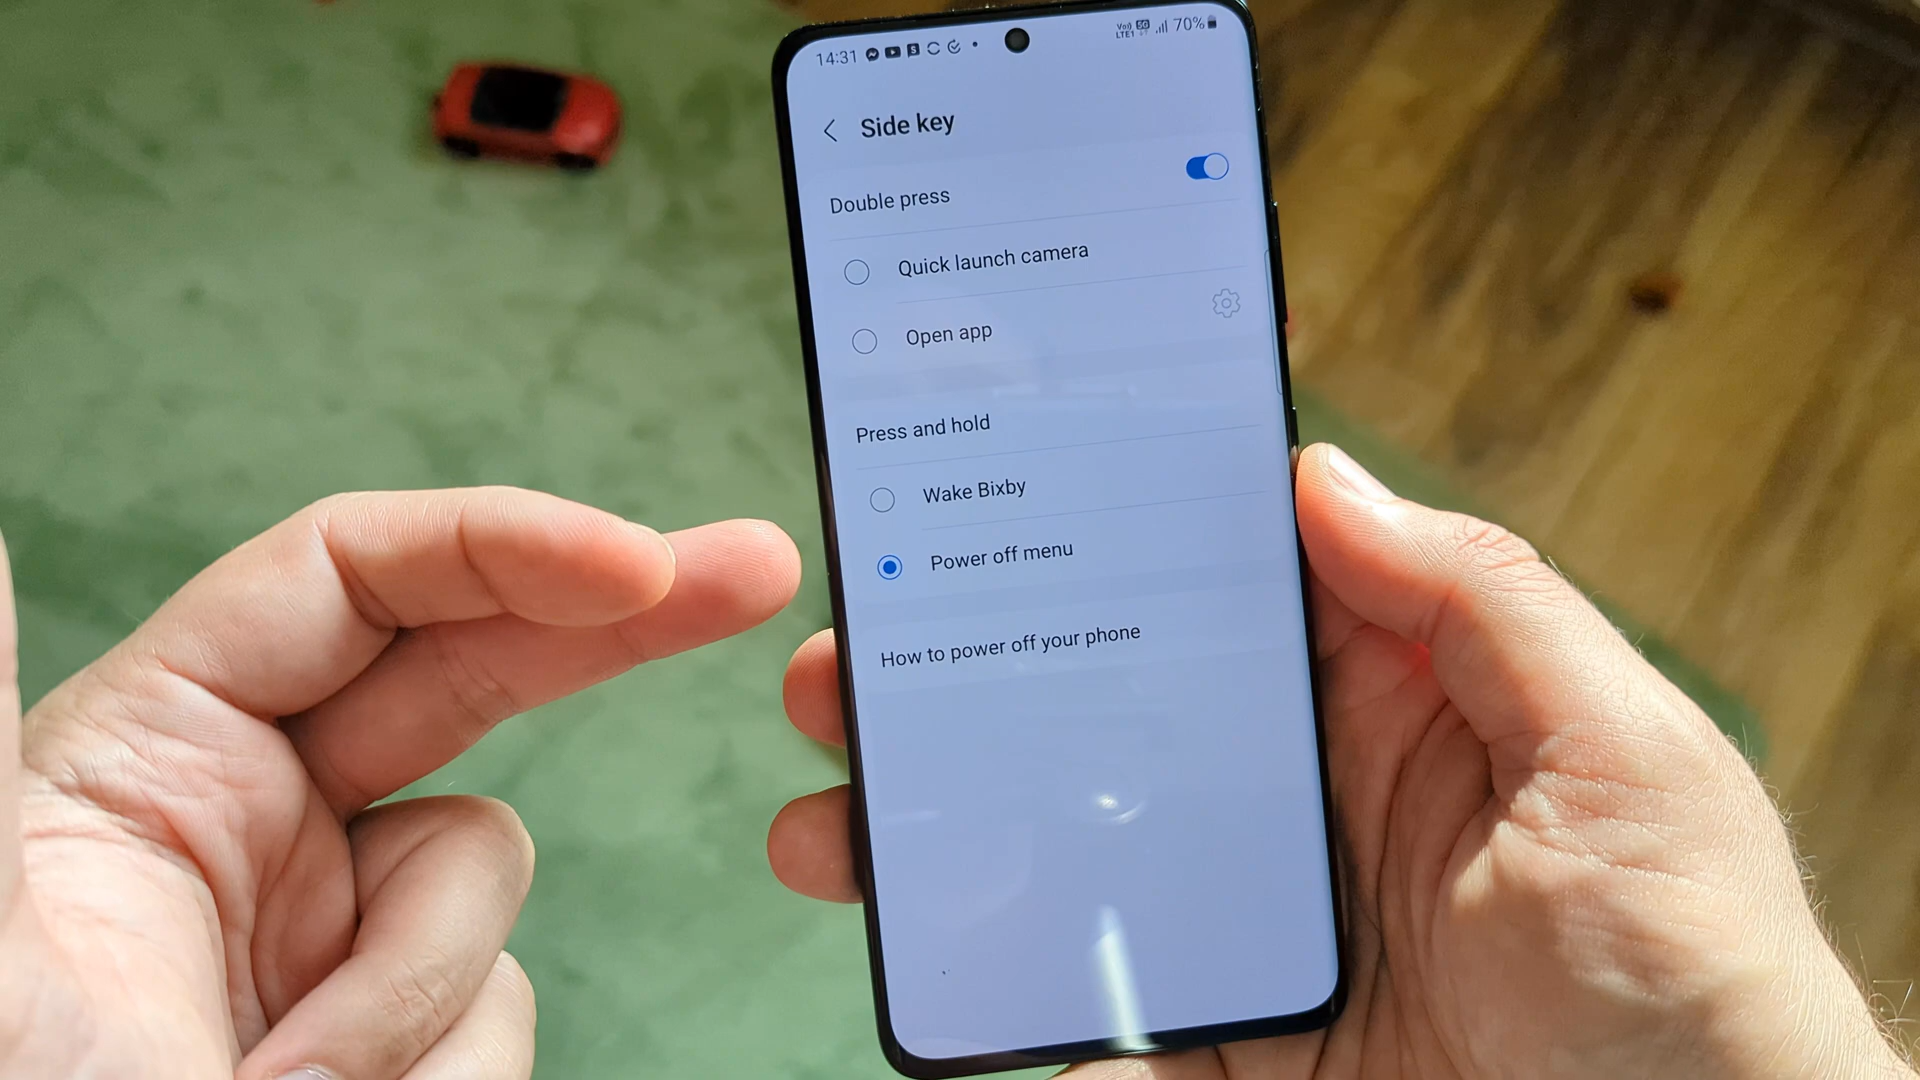 14:31 70%
Side key
Double press
Quick launch camera
Open app
Press and hold
Wake Bixby
Power off menu
How to power off your phone